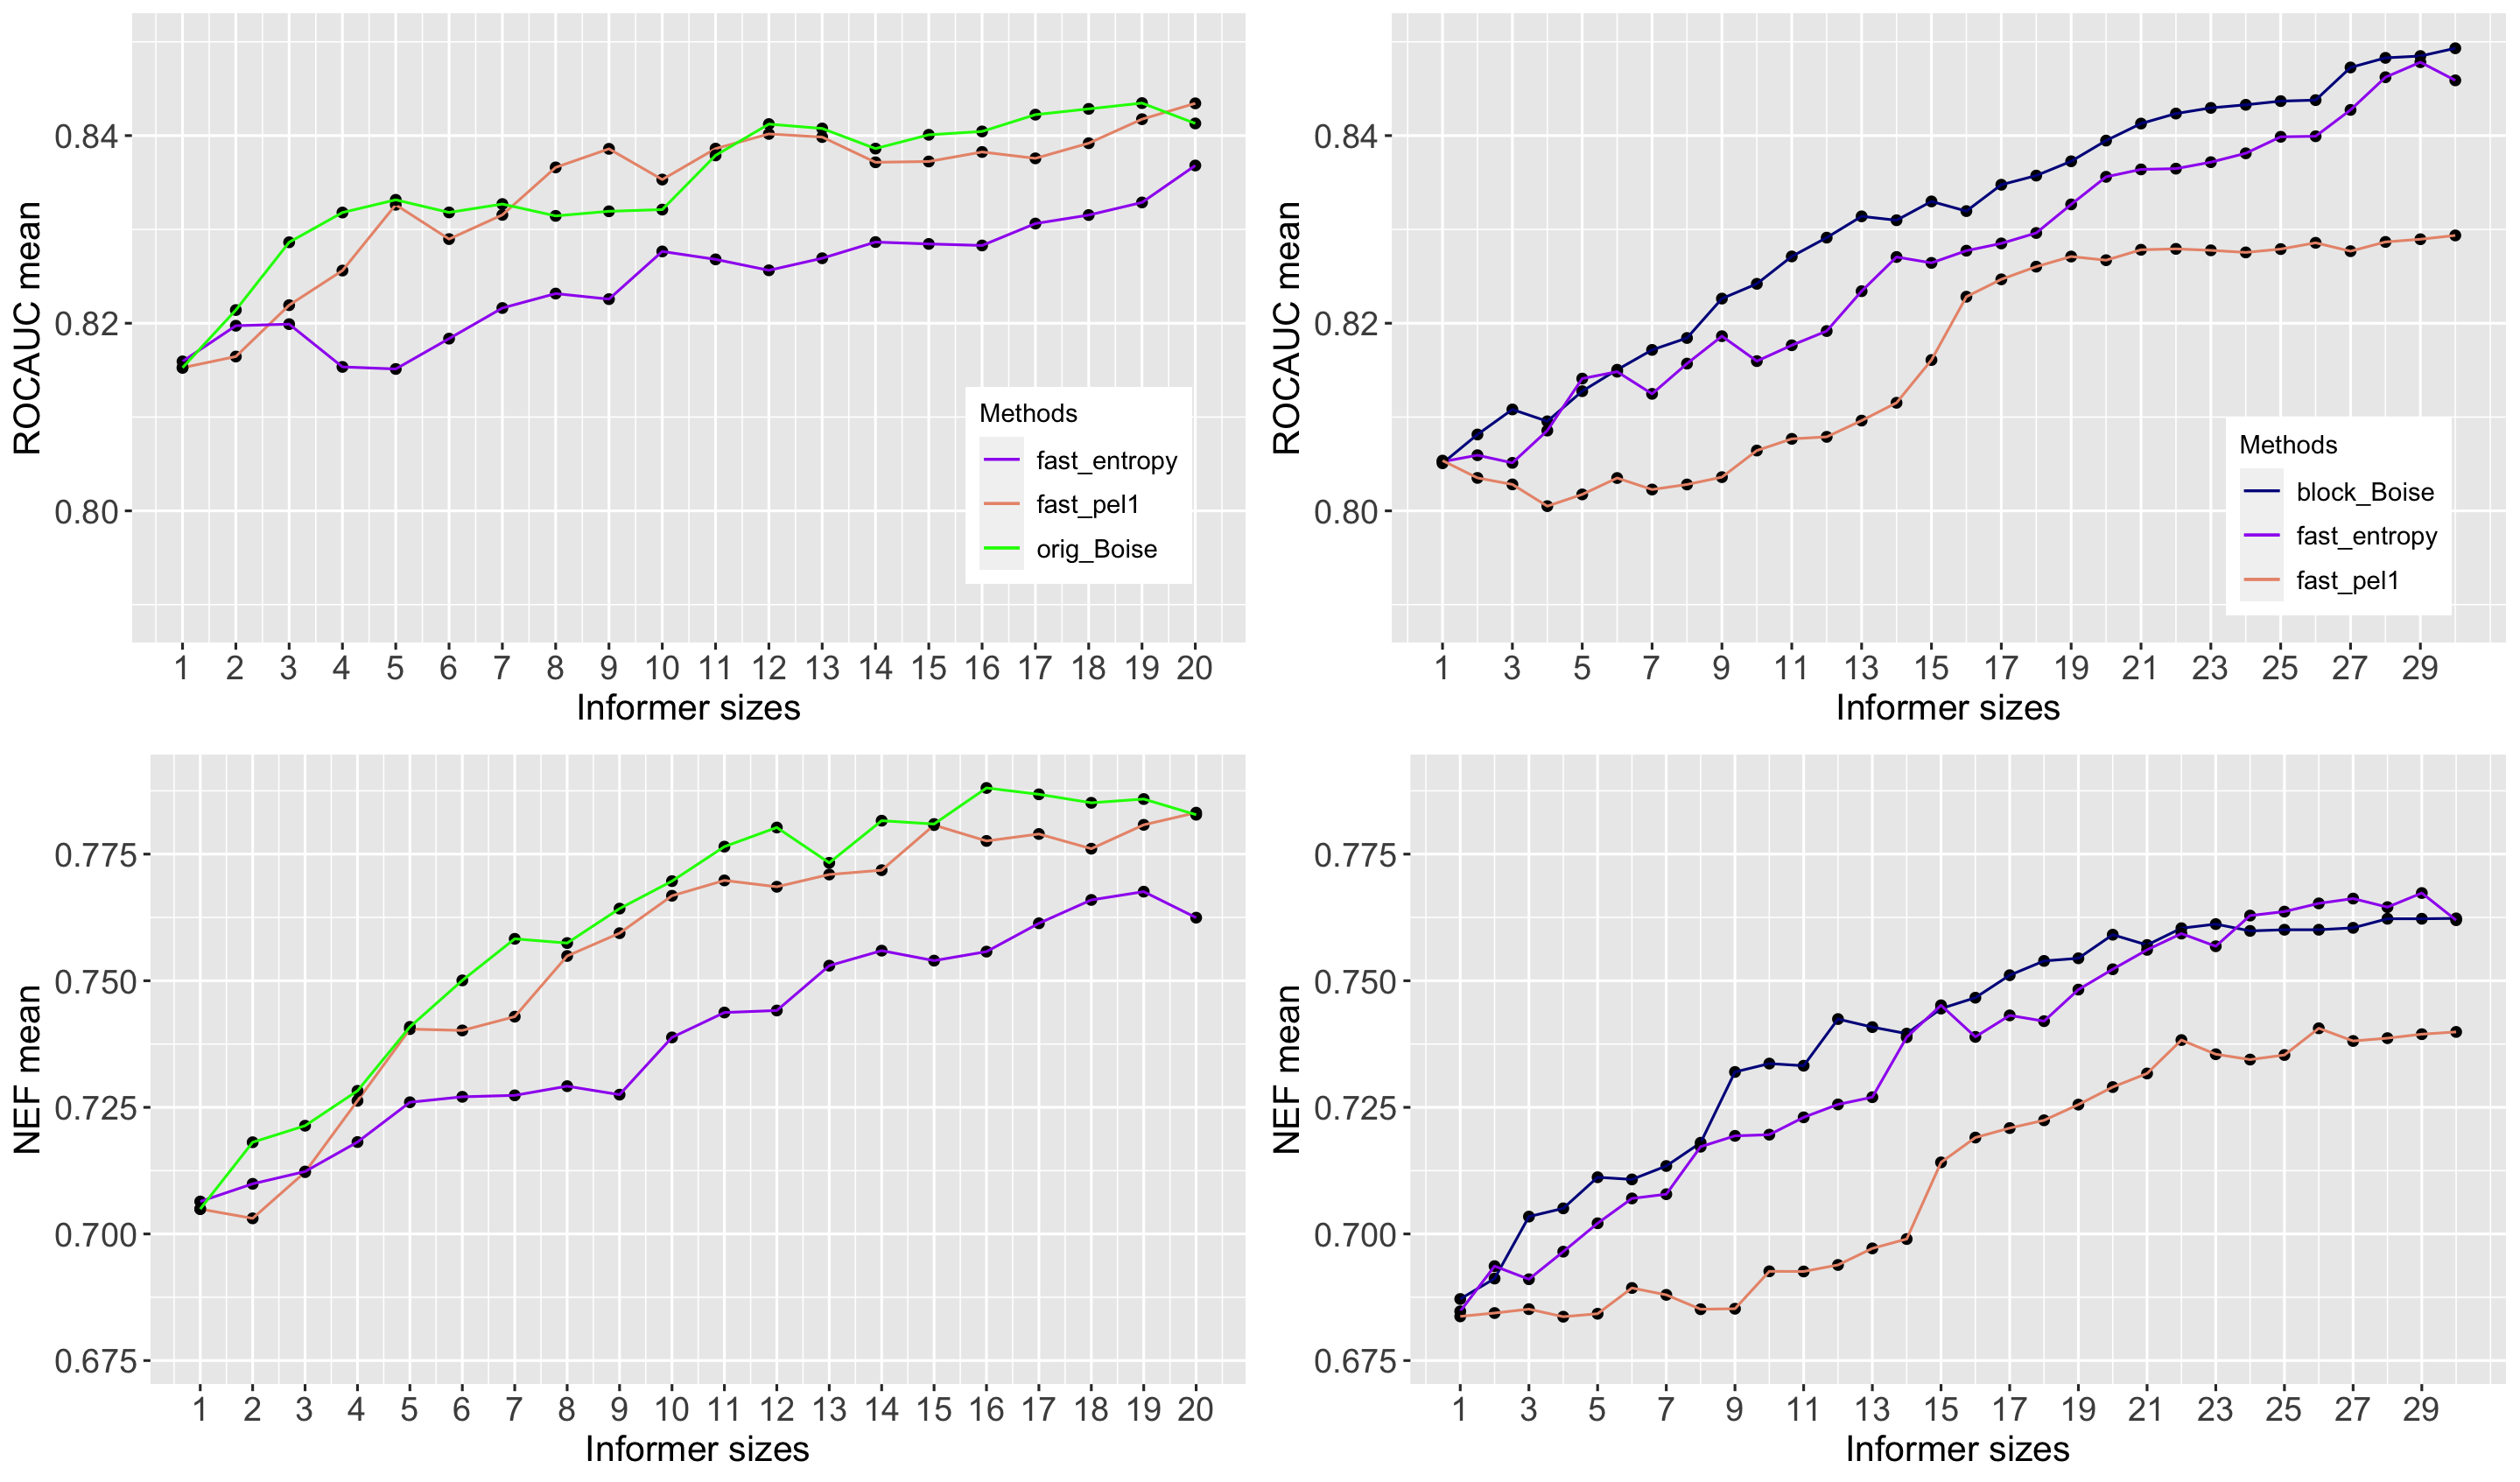 ROCAUC mean
0.84
0.82
0.80
Methods
fast_entropy
fast_pel1
orig_Boise
1 2 3 4 5 6 7 8 9 10 11 12 13 14 15 16 17 18 19 20
Informer sizes
ROCAUC mean
0.84
0.82
0.80
Methods
block_Boise
fast_entropy
fast_pel1
1 3 5 7 9 11 13 15 17 19 21 23 25 27 29
Informer sizes
NEF mean
0.775
0.750
0.725
0.700
0.675
1 2 3 4 5 6 7 8 9 10 11 12 13 14 15 16 17 18 19 20
Informer sizes
NEF mean
0.775
0.750
0.725
0.700
0.675
1 3 5 7 9 11 13 15 17 19 21 23 25 27 29
Informer sizes